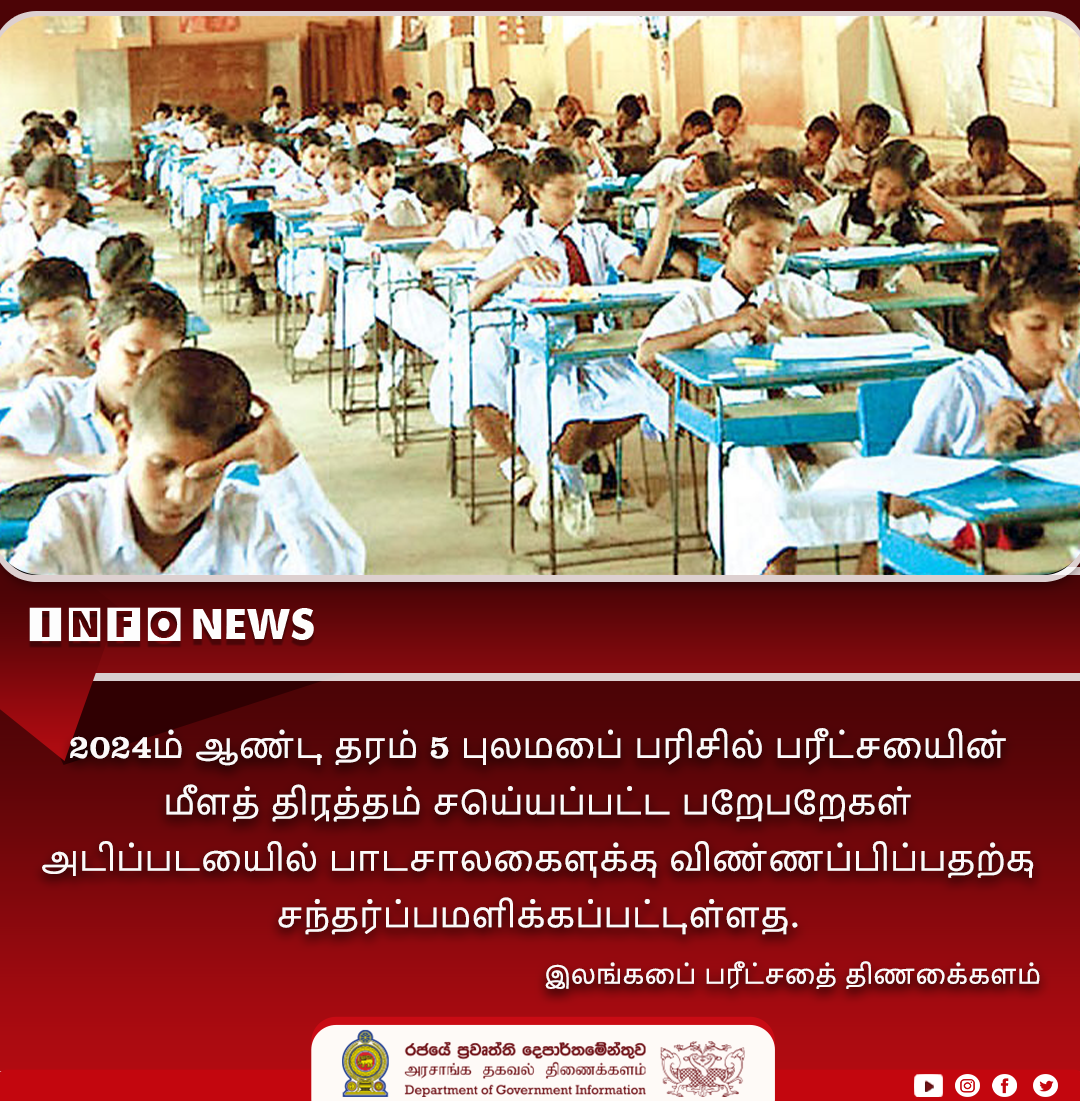 INFO NEWS
2024ம் ஆண்டு தரம் 5 புலமைப் பரிசில் பரீட்சையின்
மீளத் திருத்தம் செய்யப்பட்ட பெறுபேறுகள்
அடிப்படையில் பாடசாலைகளுக்கு விண்ணப்பிப்பதற்கு
சந்தர்ப்பமளிக்கப்பட்டுள்ளது.
இலங்கைப் பரீட்சைத் திணைக்களம்
රජයේ ප්‍රවෘත්ති දෙපාර්තමේන්තුව
அரசாங்க தகவல் திணைக்களம்
Department of Government Information